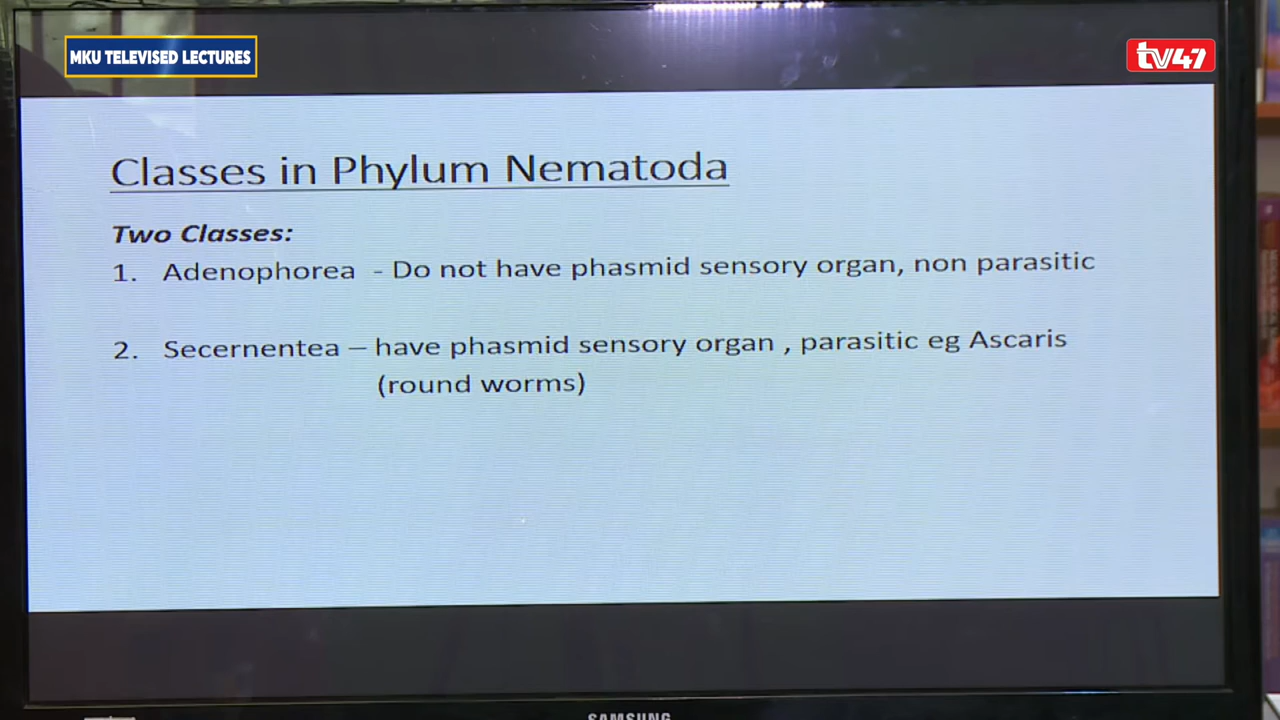 MKU TELEVISED LECTURES
tv47
Classes in Phylum Nematoda
Two Classes:
1. Adenophorea - Do not have phasmid sensory organ, non parasitic
2. Secernentea – have phasmid sensory organ , parasitic eg Ascaris
(round worms)
SAMSUNG